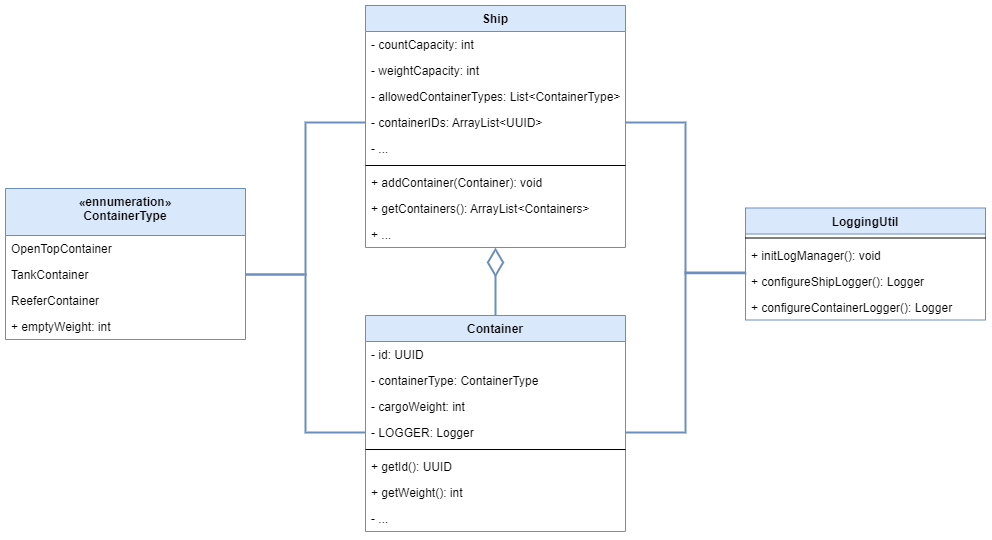 Ship
- countCapacity: int
- weightCapacity: int
- allowedContainerTypes: List<ContainerType>
- containerIDs: ArrayList<UUID>
- ...
+ addContainer(Container): void
+ getContainers(): ArrayList<Containers>
+ ...
«ennumeration»
ContainerType
OpenTopContainer
TankContainer
ReeferContainer
+ emptyWeight: int
LoggingUtil
+ initLogManager(): void
+ configureShipLogger(): Logger
+ configureContainerLogger(): Logger
Container
- id: UUID
- containerType: ContainerType
- cargoWeight: int
- LOGGER: Logger
+ getId(): UUID
+ getWeight(): int
- ...